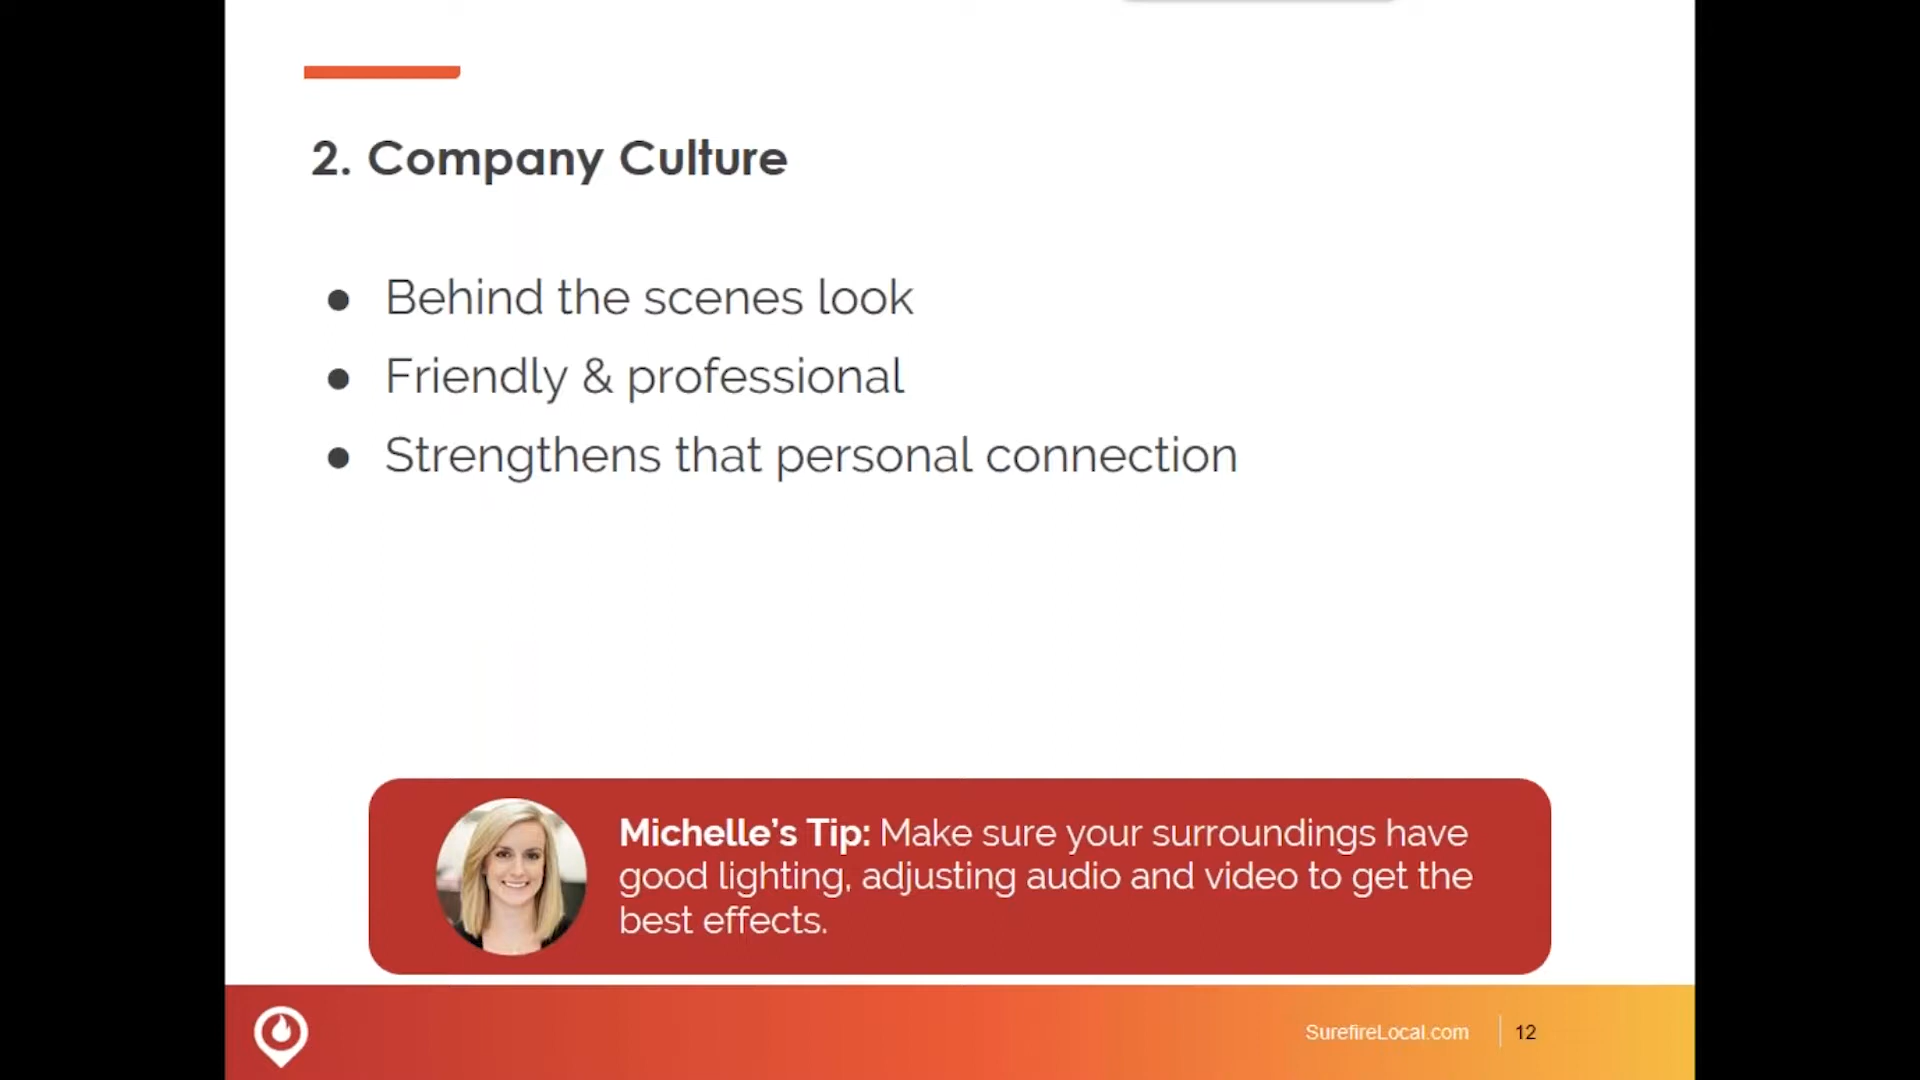 2. Company Culture
● Behind the scenes look
● Friendly & professional
● Strengthens that personal connection
Michelle’s Tip: Make sure your surroundings have
good lighting, adjusting audio and video to get the
best effects.
SurefireLocal.com
12